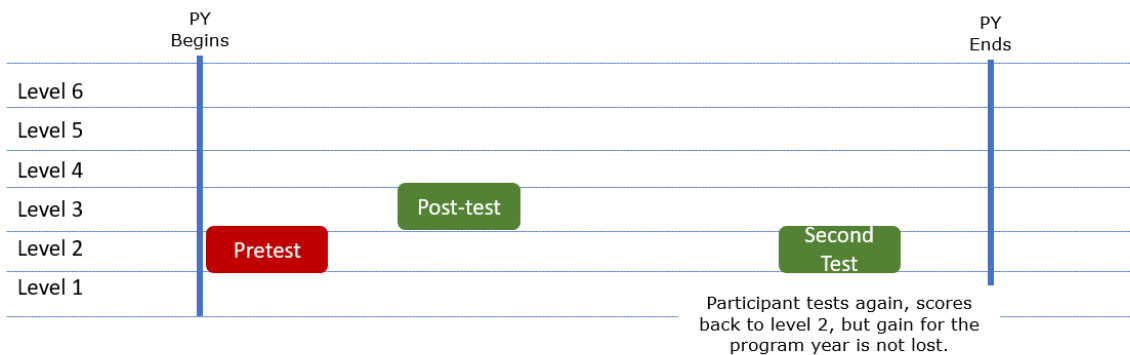 PY
Begins
PY
Ends
Level 6
Level 5
Level 4
Level 3
Post-test
Level 2
Pretest
Second
Test
Level 1
Participant tests again, scores
back to level 2, but gain for the
program year is not lost.